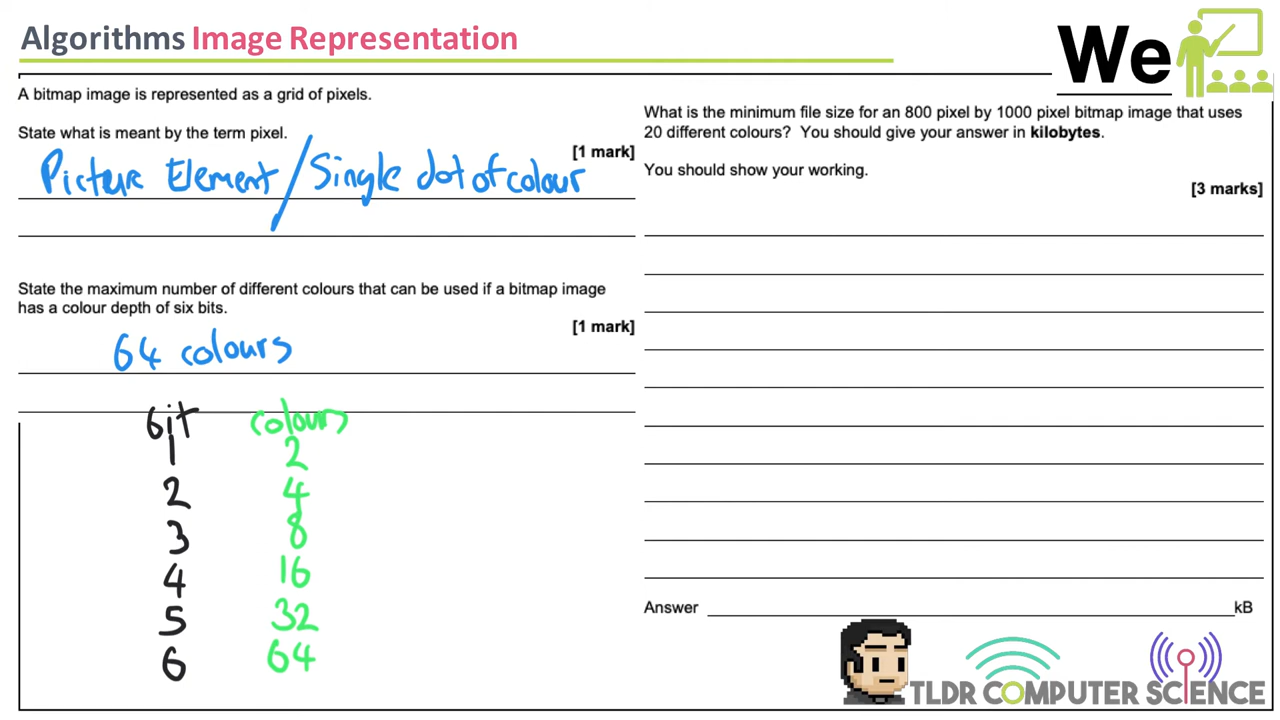 Algorithms Image Representation
We
A bitmap image is represented as a grid of pixels.
State what is meant by the term pixel.
[1 mark]
Picture Element / Single dot of colour
State the maximum number of different colours that can be used if a bitmap image
has a colour depth of six bits.
[1 mark]
64 colours
bit colours
1 2
2 4
3 8
4 16
5 32
6 64
What is the minimum file size for an 800 pixel by 1000 pixel bitmap image that uses
20 different colours? You should give your answer in kilobytes.
You should show your working.
[3 marks]
Answer kB
TLDR COMPUTER SCIENCE